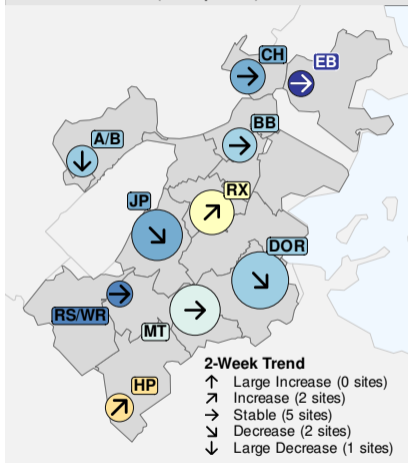 CH
EB
BB
A/B
RX
JP
DOR
RS/WR
MT
HP
2-Week Trend
↑ Large Increase (0 sites)
↗ Increase (2 sites)
→ Stable (5 sites)
↘ Decrease (2 sites)
↓ Large Decrease (1 sites)